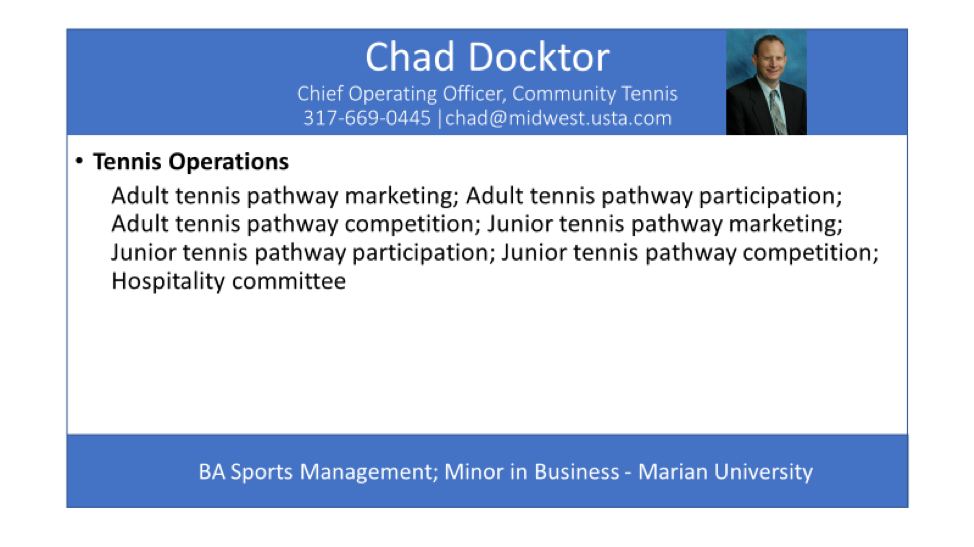 Chad Docktor
Chief Operating Officer, Community Tennis
317-669-0445 |chad@midwest.usta.com
• Tennis Operations
Adult tennis pathway marketing; Adult tennis pathway participation;
Adult tennis pathway competition; Junior tennis pathway marketing;
Junior tennis pathway participation; Junior tennis pathway competition;
Hospitality committee
BA Sports Management; Minor in Business - Marian University